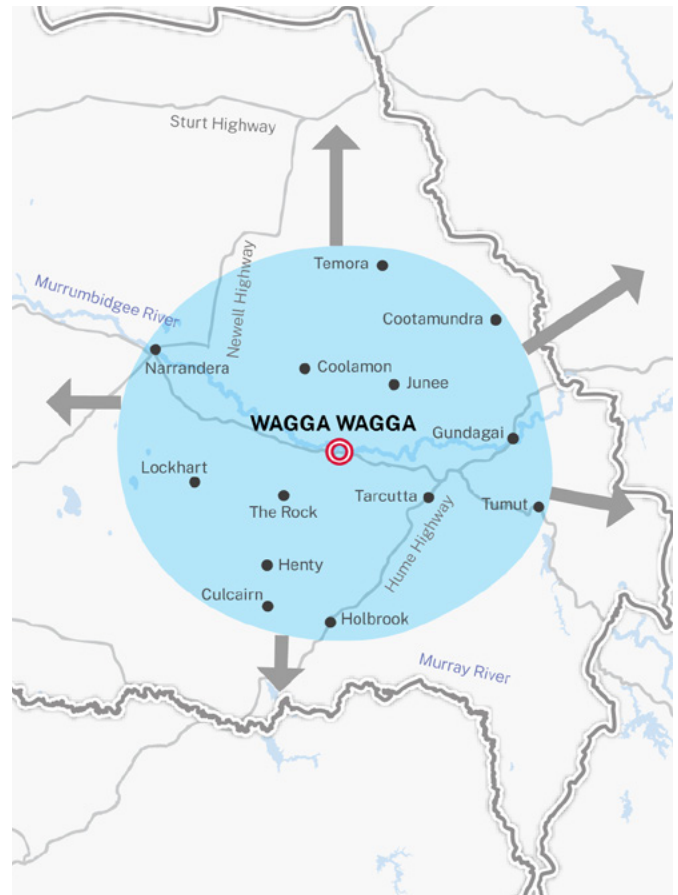 Sturt Highway
Temora
Newell Highway
Murrumbidgee River
Cootamundra
Narrandera
Coolamon
Junee
WAGGA WAGGA
Gundagai
Lockhart
Tarcutta
Tumut
The Rock
Hume Highway
Henty
Culcairn
Holbrook
Murray River